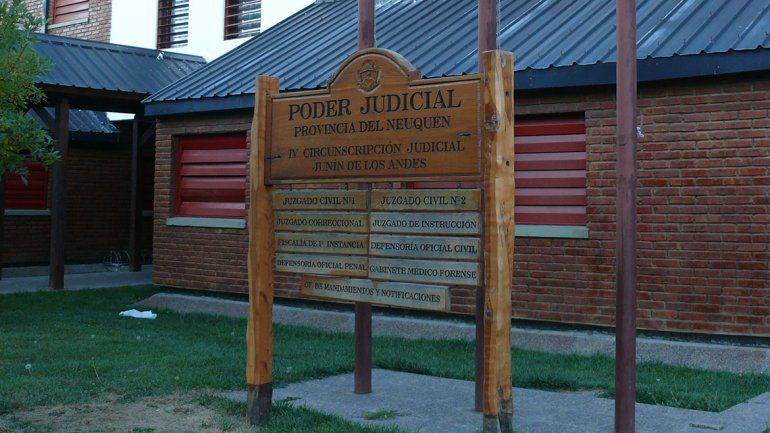 PODER JUDICIAL
PROVINCIA DEL NEUQUÉN
IV CIRCUNSCRIPCIÓN JUDICIAL
JUNÍN DE LOS ANDES
JUZGADO CIVIL Nº1
JUZGADO CIVIL Nº2
JUZGADO CORRECCIONAL
JUZGADO DE INSTRUCCIÓN
FISCALÍA DE 1ª INSTANCIA
DEFENSORÍA OFICIAL CIVIL
DEFENSORÍA OFICIAL PENAL
GABINETE MÉDICO FORENSE
OF. DE MANDAMIENTOS Y NOTIFICACIONES